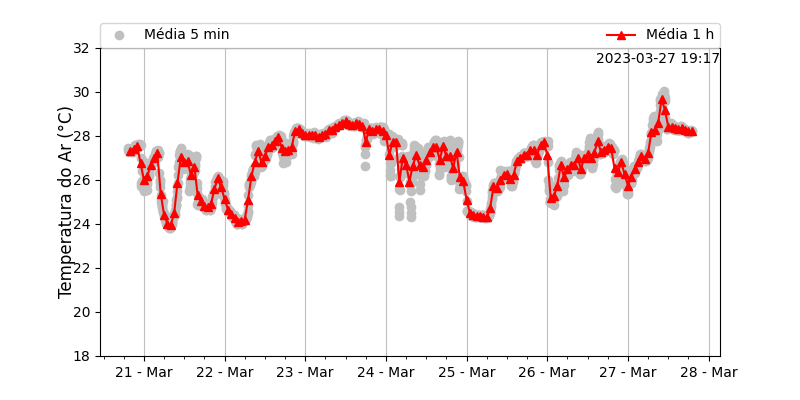 Média 5 min
Média 1 h
2023-03-27 19:17
Temperatura do Ar (°C)
32
30
28
26
24
22
20
18
21 - Mar
22 - Mar
23 - Mar
24 - Mar
25 - Mar
26 - Mar
27 - Mar
28 - Mar